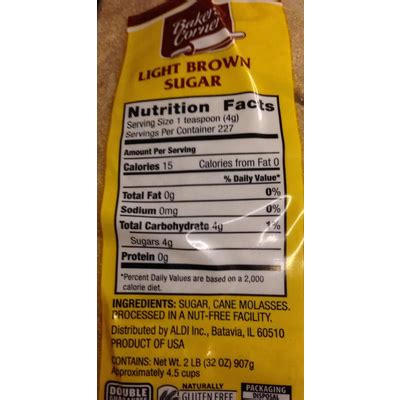 Baker's
Corner
LIGHT BROWN
SUGAR
Nutrition Facts
Serving Size 1 teaspoon (4g)
Servings Per Container 227
Amount Per Serving
Calories 15 Calories from Fat 0
% Daily Value*
Total Fat 0g 0%
Sodium 0mg 0%
Total Carbohydrate 4g 1%
Sugars 4g
Protein 0g
*Percent Daily Values are based on a 2,000
calorie diet.
INGREDIENTS: SUGAR, CANE MOLASSES.
PROCESSED IN A NUT-FREE FACILITY.
Distributed by ALDI Inc., Batavia, IL 60510
PRODUCT OF USA
CONTAINS: Net Wt. 2 LB (32 OZ) 907g
Approximately 4.5 cups
DOUBLE
GUARANTEE
NATURALLY
GLUTEN FREE
PACKAGING
DISPOSAL